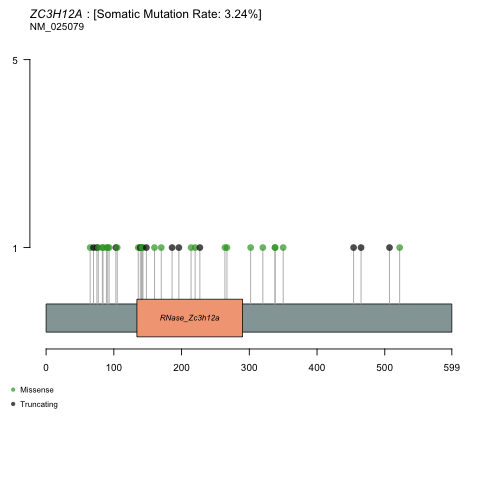 ZC3H12A : [Somatic Mutation Rate: 3.24%]
NM_025079
5
1
RNase_Zc3h12a
0 100 200 300 400 500 599
Missense
Truncating